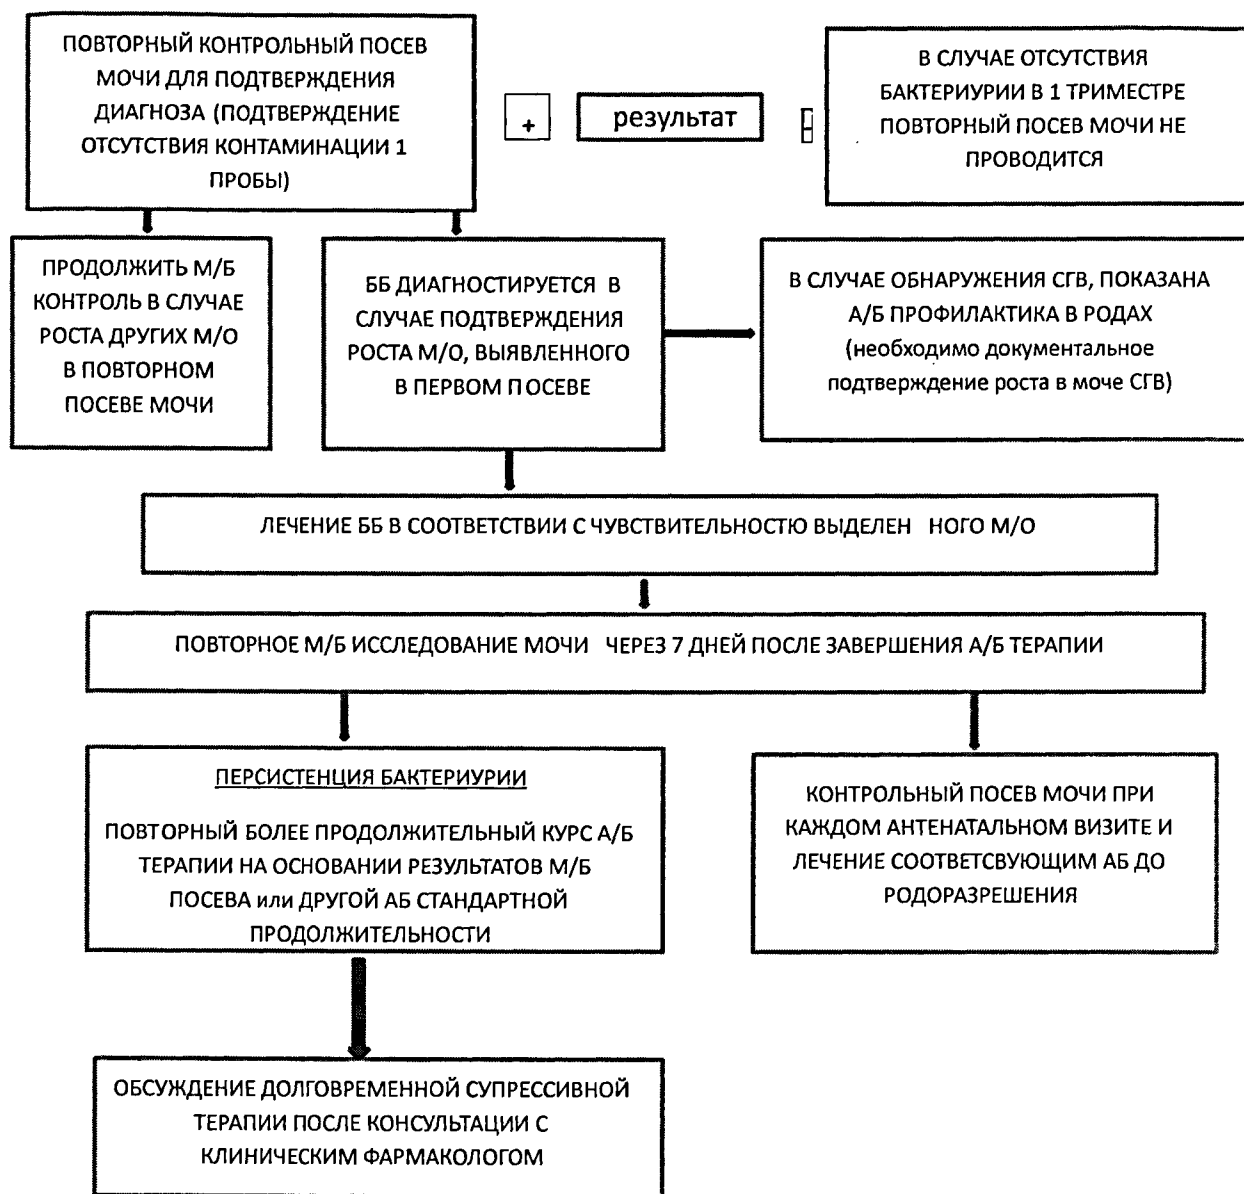 ПОВТОРНЫЙ КОНТРОЛЬНЫЙ ПОСЕВ
МОЧИ ДЛЯ ПОДТВЕРЖДЕНИЯ
ДИАГНОЗА (ПОДТВЕРЖДЕНИЕ
ОТСУТСТВИЯ КОНТАМИНАЦИИ 1
ПРОБЫ)
+
результат
-
В СЛУЧАЕ ОТСУТСТВИЯ
БАКТЕРИУРИИ В 1 ТРИМЕСТРЕ
ПОВТОРНЫЙ ПОСЕВ МОЧИ НЕ
ПРОВОДИТСЯ
ПРОДОЛЖИТЬ М/Б
КОНТРОЛЬ В СЛУЧАЕ
РОСТА ДРУГИХ М/О
В ПОВТОРНОМ
ПОСЕВЕ МОЧИ
ББ ДИАГНОСТИРУЕТСЯ В
СЛУЧАЕ ПОДТВЕРЖДЕНИЯ
РОСТА М/О, ВЫЯВЛЕННОГО
В ПЕРВОМ ПОСЕВЕ
В СЛУЧАЕ ОБНАРУЖЕНИЯ СГВ, ПОКАЗАНА
А/Б ПРОФИЛАКТИКА В РОДАХ
(необходимо документальное
подтверждение роста в моче СГВ)
ЛЕЧЕНИЕ ББ В СООТВЕТСТВИИ С ЧУВСТВИТЕЛЬНОСТЬЮ ВЫДЕЛЕН НОГО М/О
ПОВТОРНОЕ М/Б ИССЛЕДОВАНИЕ МОЧИ ЧЕРЕЗ 7 ДНЕЙ ПОСЛЕ ЗАВЕРШЕНИЯ А/Б ТЕРАПИИ
ПЕРСИСТЕНЦИЯ БАКТЕРИУРИИ
ПОВТОРНЫЙ БОЛЕЕ ПРОДОЛЖИТЕЛЬНЫЙ КУРС А/Б
ТЕРАПИИ НА ОСНОВАНИИ РЕЗУЛЬТАТОВ М/Б
ПОСЕВА или ДРУГОЙ АБ СТАНДАРТНОЙ
ПРОДОЛЖИТЕЛЬНОСТИ
КОНТРОЛЬНЫЙ ПОСЕВ МОЧИ ПРИ
КАЖДОМ АНТЕНАТАЛЬНОМ ВИЗИТЕ И
ЛЕЧЕНИЕ СООТВЕТСВУЮЩИМ АБ ДО
РОДОРАЗРЕШЕНИЯ
ОБСУЖДЕНИЕ ДОЛГОВРЕМЕННОЙ СУПРЕССИВНОЙ
ТЕРАПИИ ПОСЛЕ КОНСУЛЬТАЦИИ С
КЛИНИЧЕСКИМ ФАРМАКОЛОГОМ